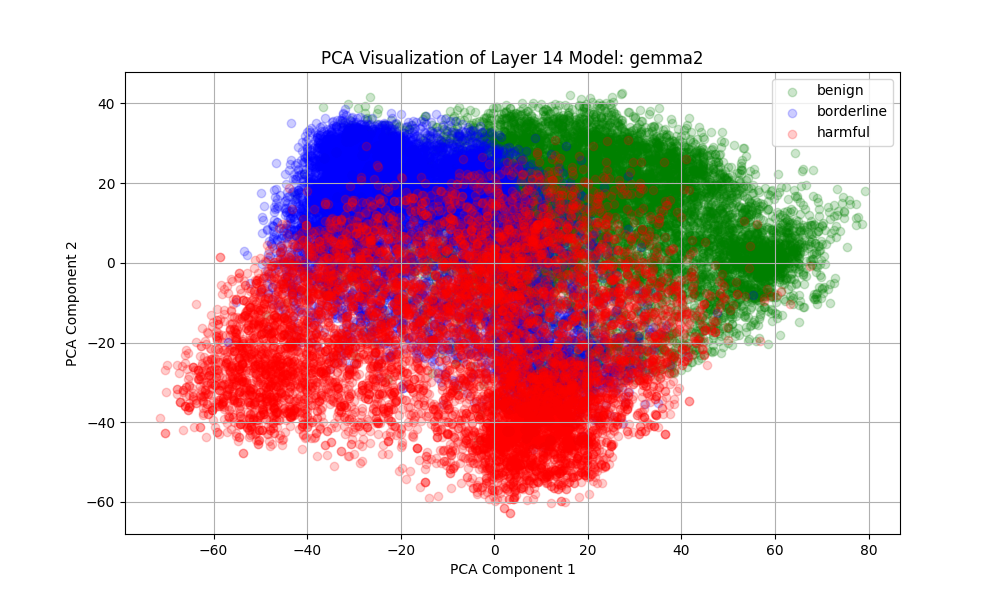 PCA Visualization of Layer 14 Model: gemma2
benign
borderline
harmful
PCA Component 2
40
20
0
−20
−40
−60
−60
−40
−20
0
20
40
60
80
PCA Component 1